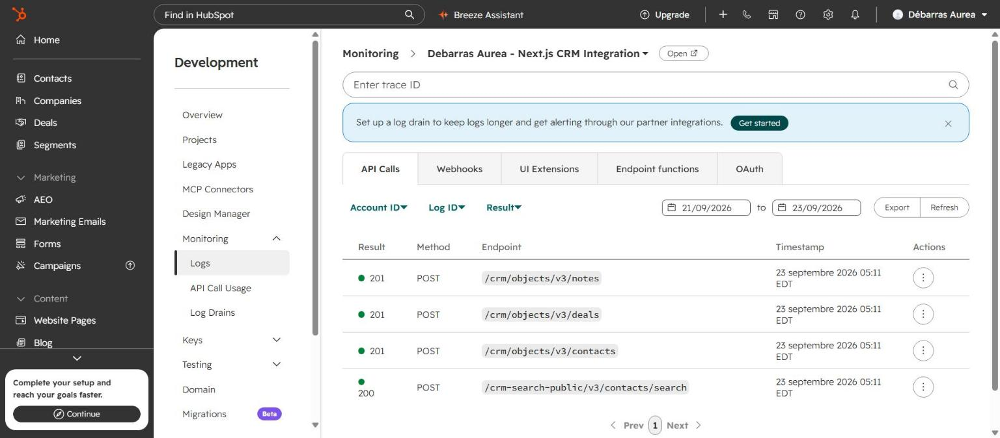 Find in HubSpot
Breeze Assistant
Upgrade
Débarras Aurea
Home
Contacts
Companies
Deals
Segments
Marketing
AEO
Marketing Emails
Forms
Campaigns
Content
Website Pages
Blog
Complete your setup and
reach your goals faster.
Continue
Development
Overview
Projects
Legacy Apps
MCP Connectors
Design Manager
Monitoring
Logs
API Call Usage
Log Drains
Keys
Testing
Domain
Migrations Beta
Monitoring > Debarras Aurea - Next.js CRM Integration Open
Enter trace ID
Set up a log drain to keep logs longer and get alerting through our partner integrations. Get started
API Calls Webhooks UI Extensions Endpoint functions OAuth
Account ID Log ID Result 21/09/2026 to 23/09/2026 Export Refresh
Result Method Endpoint Timestamp Actions
201 POST /crm/objects/v3/notes 23 septembre 2026 05:11
EDT
201 POST /crm/objects/v3/deals 23 septembre 2026 05:11
EDT
201 POST /crm/objects/v3/contacts 23 septembre 2026 05:11
EDT
200 POST /crm-search-public/v3/contacts/search 23 septembre 2026 05:11
EDT
Prev 1 Next